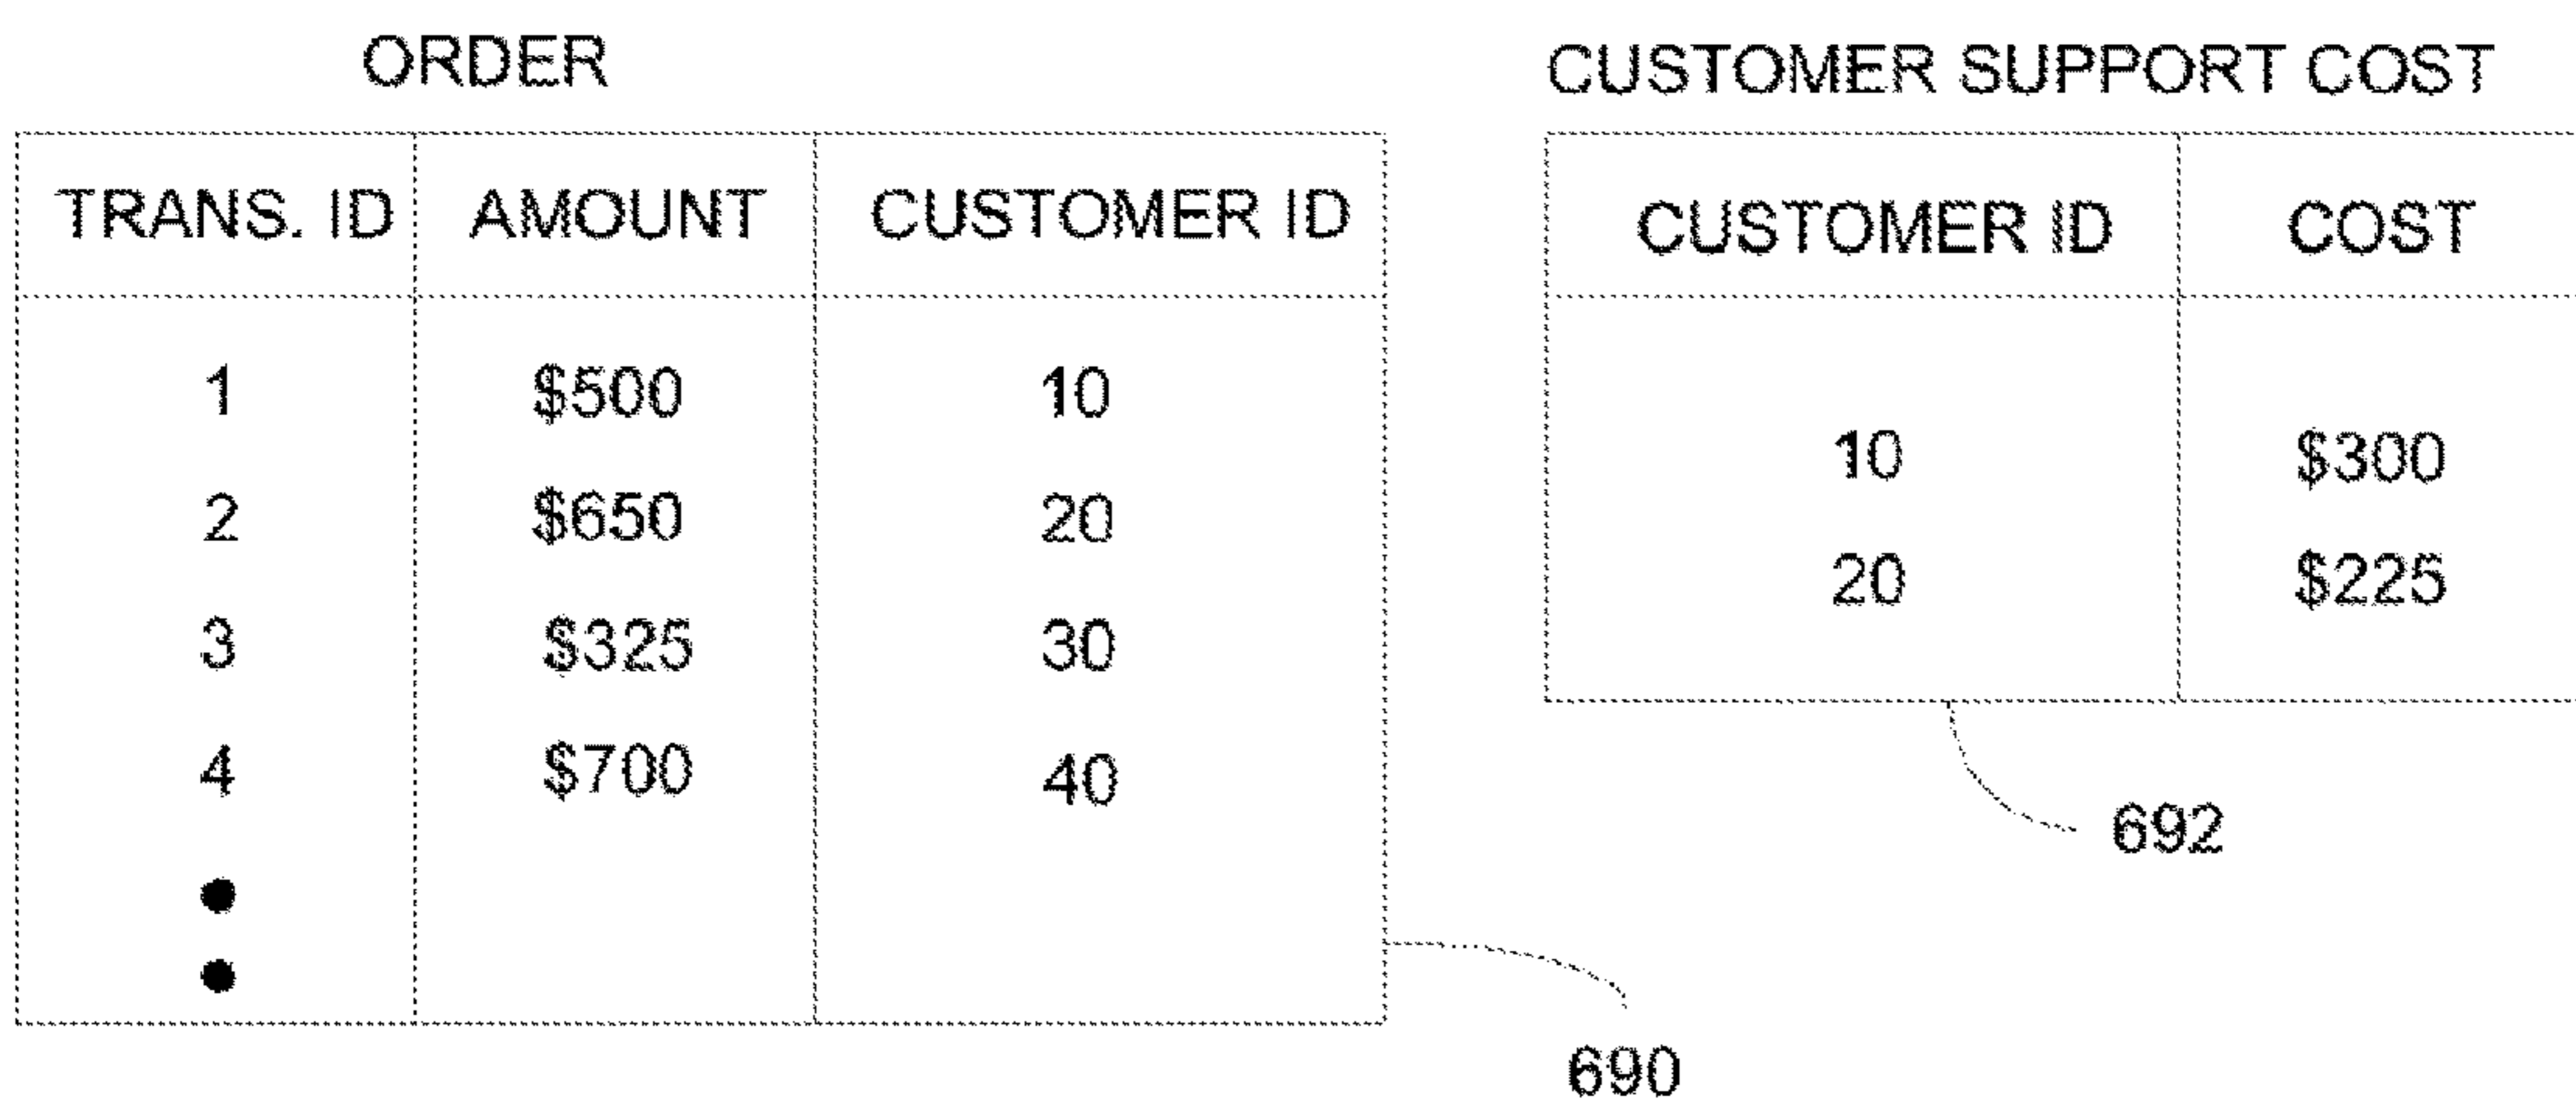 ORDER
TRANS. ID AMOUNT CUSTOMER ID
1 $500 10
2 $650 20
3 $325 30
4 $700 40
690
CUSTOMER SUPPORT COST
CUSTOMER ID COST
10 $300
20 $225
692